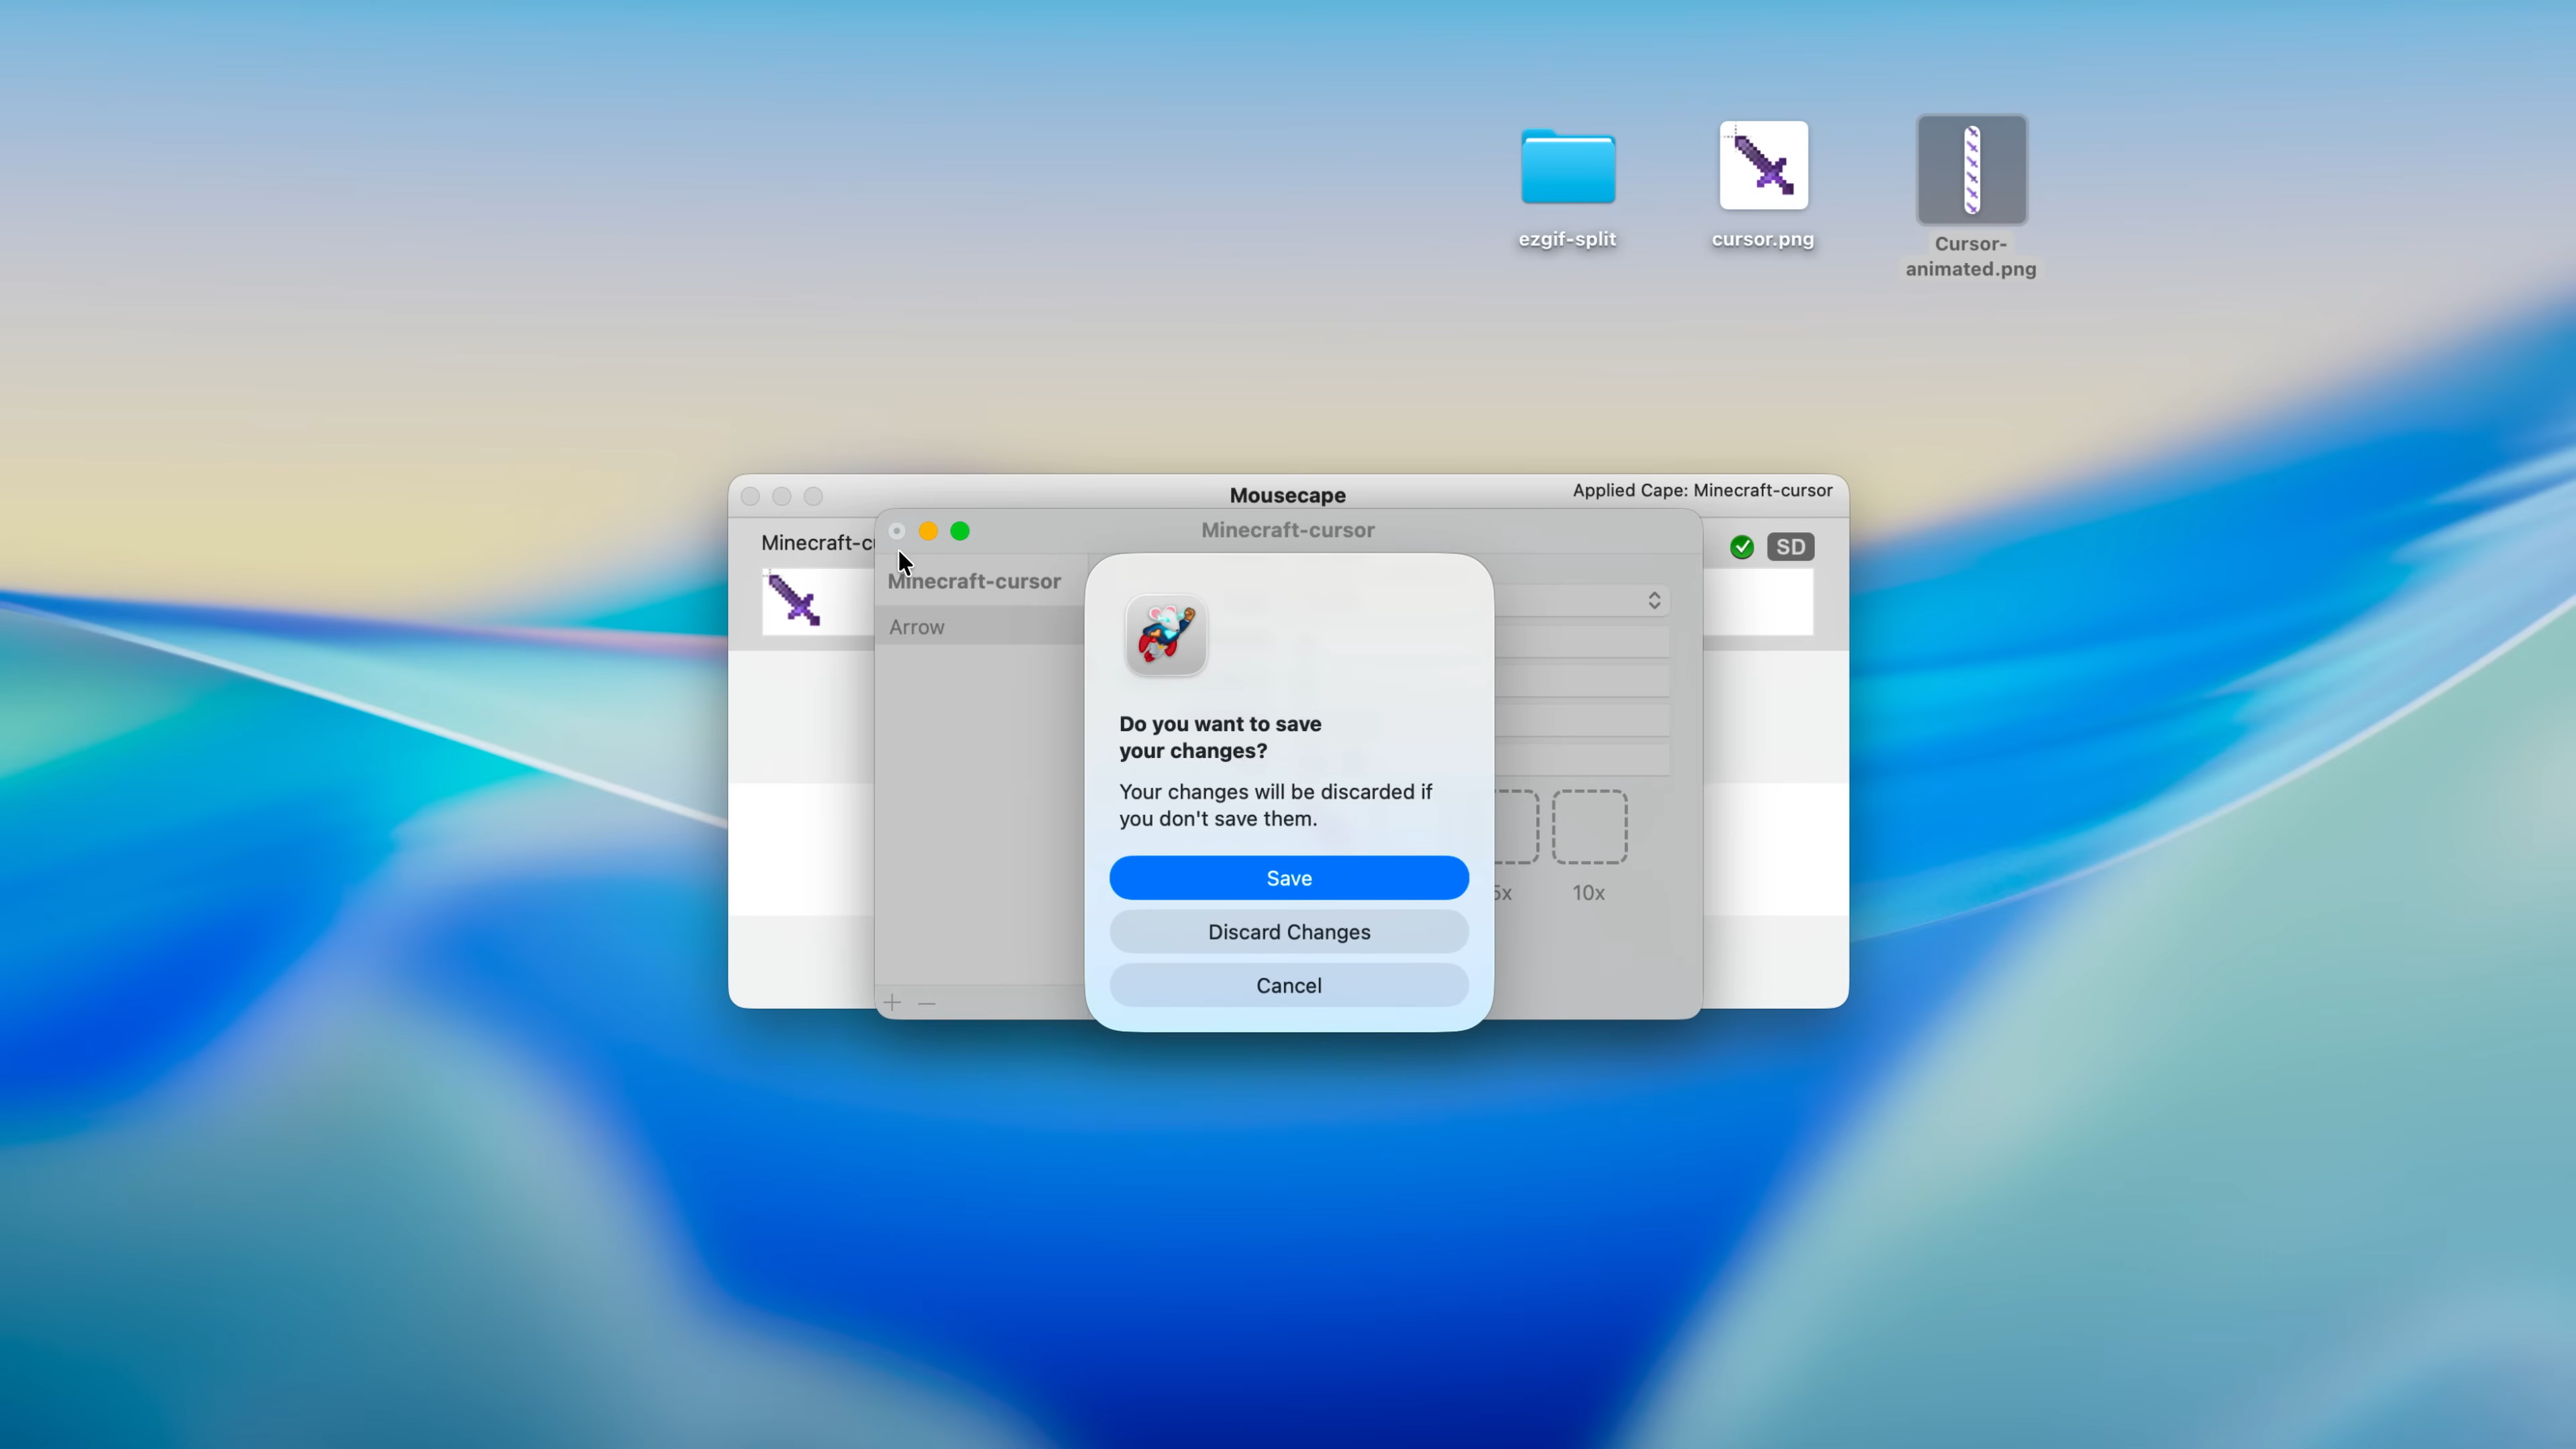 ezgif-split
cursor.png
Cursor-
animated.png
Mousecape
Applied Cape: Minecraft-cursor
Minecraft-cu
SD
Minecraft-cursor
Minecraft-cursor
Arrow
Do you want to save
your changes?
Your changes will be discarded if
you don't save them.
Save
Discard Changes
Cancel
5x
10x